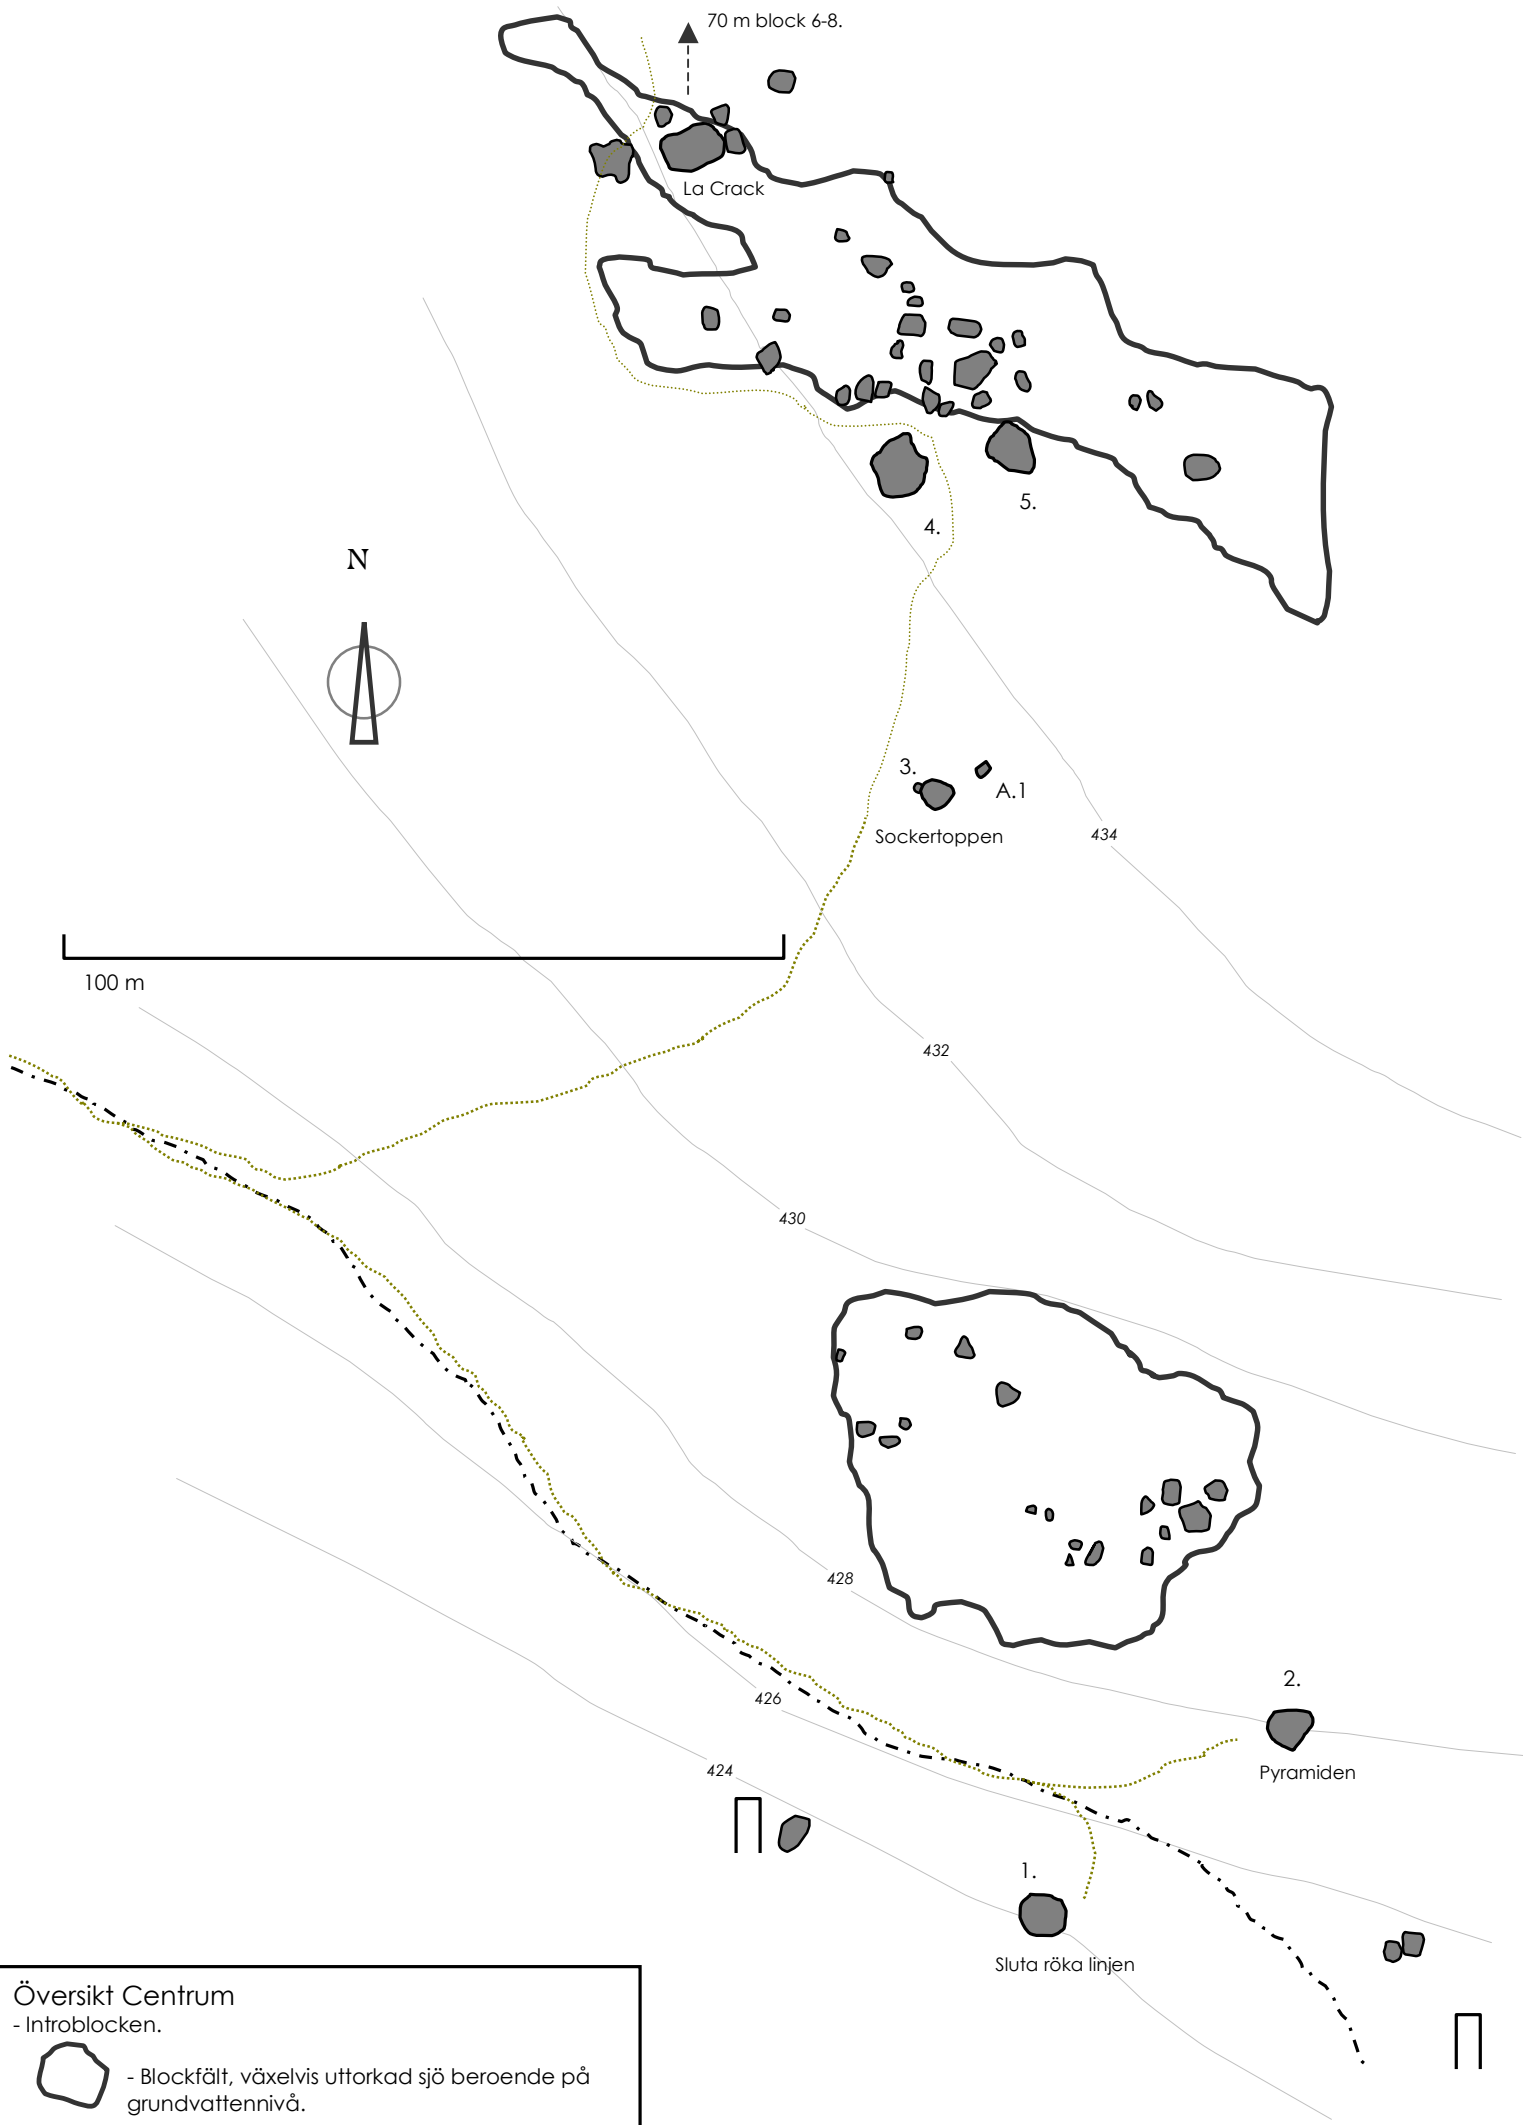 70 m block 6-8.
La Crack
5.
4.
N
3.
A.1
Sockertoppen
434
100 m
432
430
428
2.
426
Pyramiden
424
1.
Sluta röka linjen
Översikt Centrum
- Introblocken.
- Blockfält, växelvis uttorkad sjö beroende på
grundvattennivå.